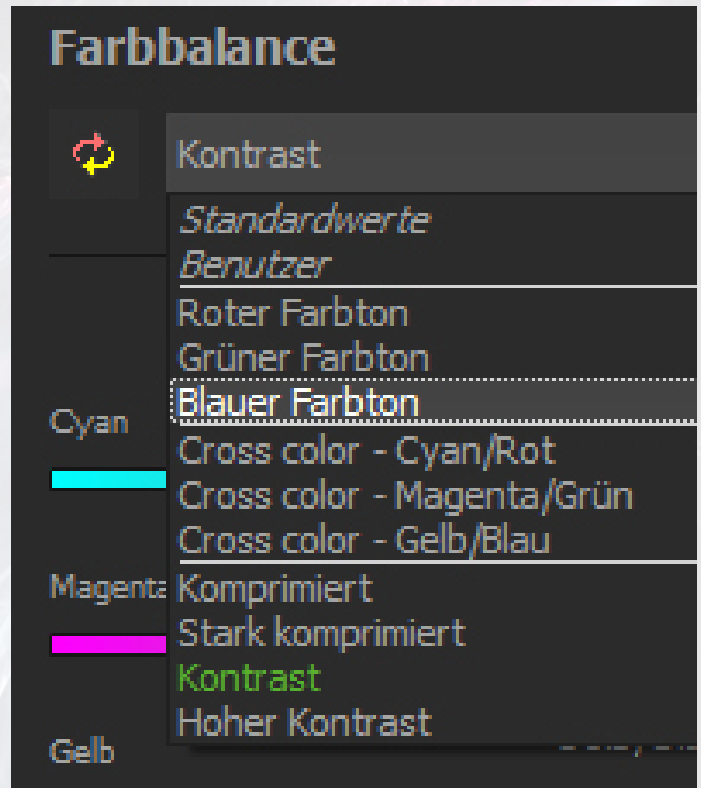 Farbbalance
Kontrast
Standardwerte
Benutzer
Roter Farbton
Grüner Farbton
Blauer Farbton
Cyan
Cross color - Cyan/Rot
Cross color - Magenta/Grün
Cross color - Gelb/Blau
Magenta
Komprimiert
Stark komprimiert
Kontrast
Hoher Kontrast
Gelb